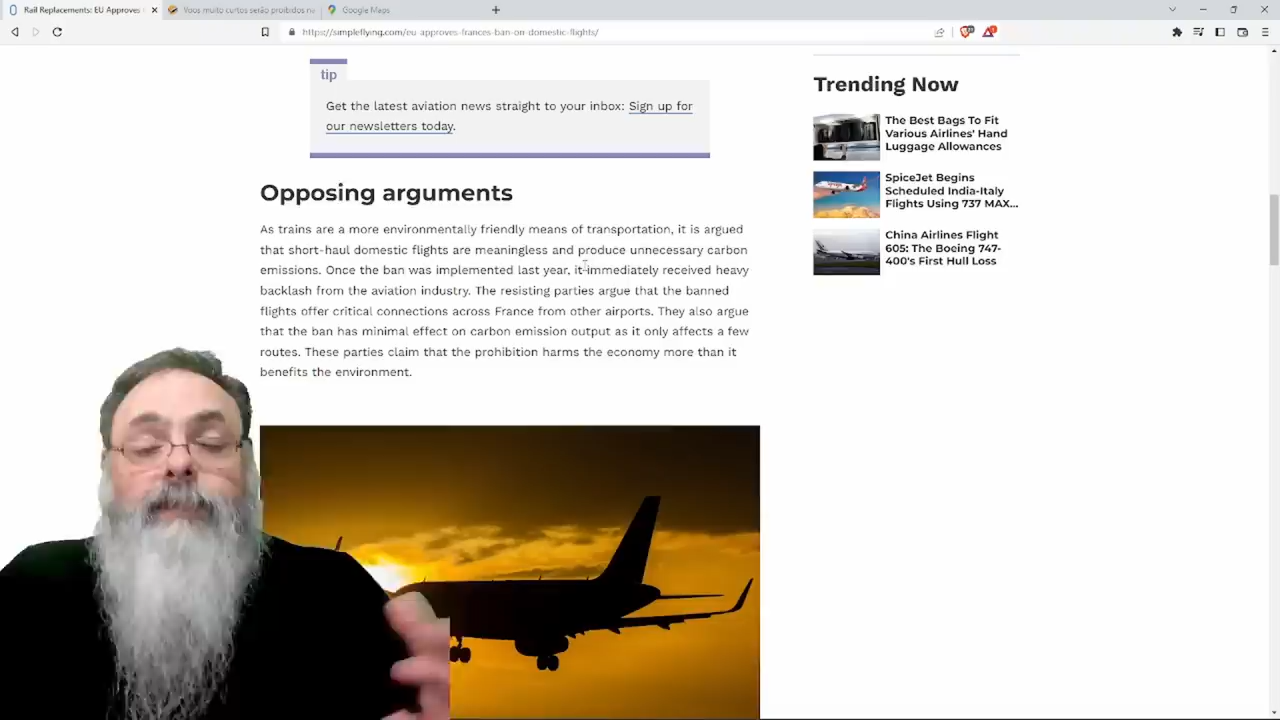 Rail Replacements: EU Approves
Voos muito curtos serão proibidos na
Google Maps
https://simpleflying.com/eu-approves-frances-ban-on-domestic-flights/
tip
Get the latest aviation news straight to your inbox: Sign up for
our newsletters today.
Opposing arguments
As trains are a more environmentally friendly means of transportation, it is argued
that short-haul domestic flights are meaningless and produce unnecessary carbon
emissions. Once the ban was implemented last year, it immediately received heavy
backlash from the aviation industry. The resisting parties argue that the banned
flights offer critical connections across France from other airports. They also argue
that the ban has minimal effect on carbon emission output as it only affects a few
routes. These parties claim that the prohibition harms the economy more than it
benefits the environment.
Trending Now
The Best Bags To Fit
Various Airlines' Hand
Luggage Allowances
SpiceJet Begins
Scheduled India-Italy
Flights Using 737 MAX...
China Airlines Flight
605: The Boeing 747-
400's First Hull Loss